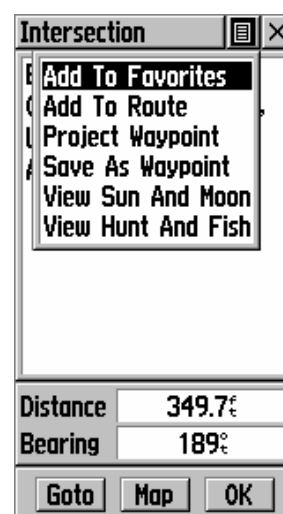 Intersection
Add To Favorites
Add To Route
Project Waypoint
Save As Waypoint
View Sun And Moon
View Hunt And Fish
Distance 349.7ft
Bearing 189°t
Goto Map OK